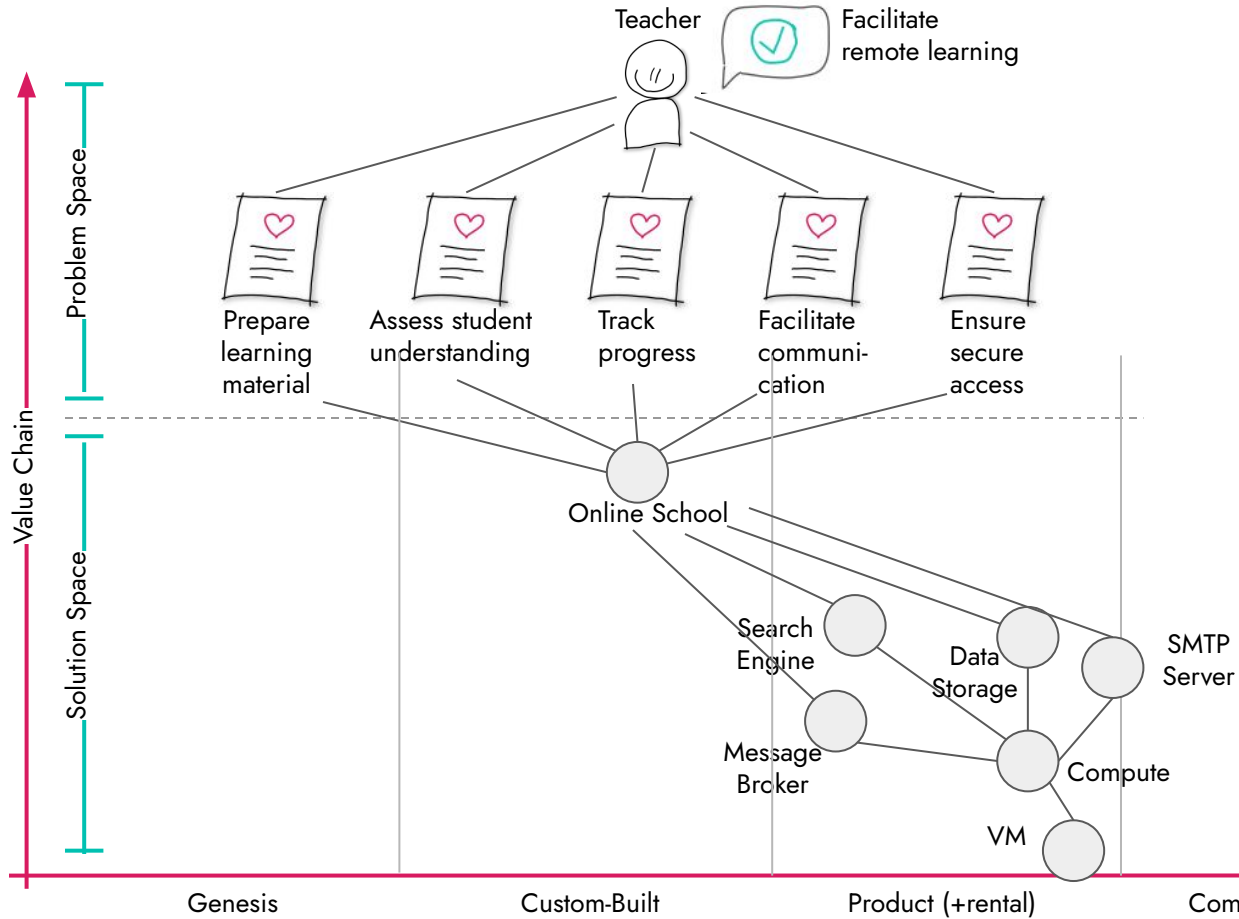 Teacher
Facilitate
remote learning
Problem Space
Prepare
learning
material
Assess student
understanding
Track
progress
Facilitate
communi-
cation
Ensure
secure
access
Value Chain
Solution Space
Online School
Search
Engine
Data
Storage
SMTP
Server
Message
Broker
Compute
VM
Genesis
Custom-Built
Product (+rental)
Com